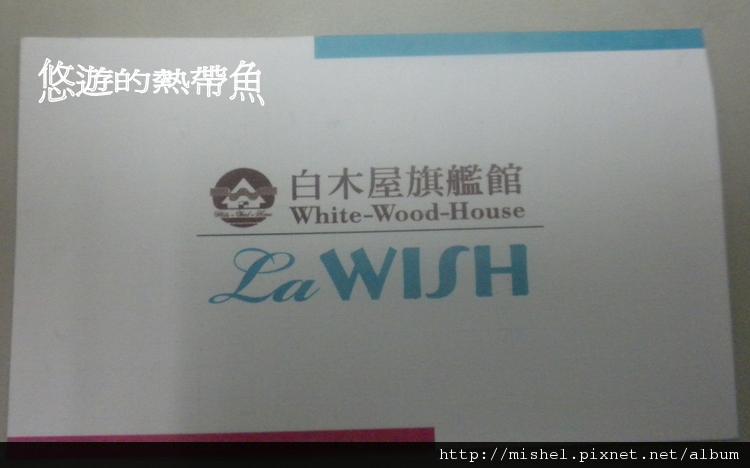 悠遊的熱帶魚
白木屋旗艦館
White-Wood-House
La WISH
http://mishel.pixnet.net/album